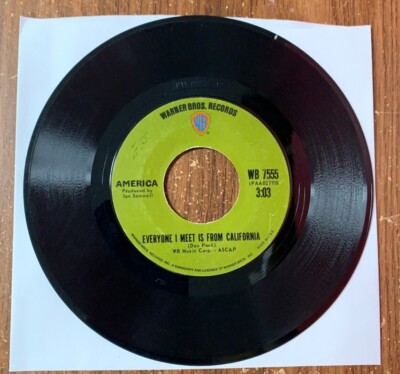 WARNER BROS. RECORDS
WB
AMERICA
Produced by
Ian Samwell
WB 7555
3:03
EVERYONE I MEET IS FROM CALIFORNIA
(Dan Peek)
WB Music Corp. - ASCAP